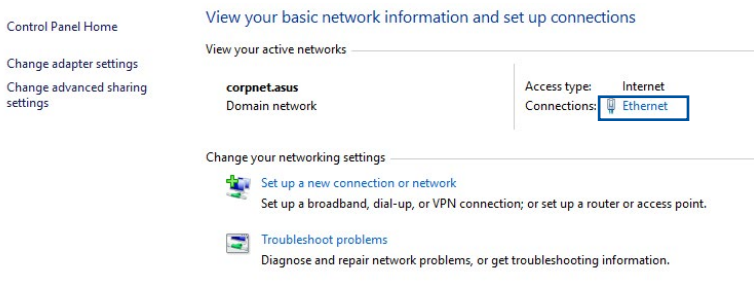 View your basic network information and set up connections
Control Panel Home
Change adapter settings
Change advanced sharing
settings
View your active networks
corpnet.asus
Domain network
Access type: Internet
Connections: Ethernet
Change your networking settings
Set up a new connection or network
Set up a broadband, dial-up, or VPN connection; or set up a router or access point.
Troubleshoot problems
Diagnose and repair network problems, or get troubleshooting information.